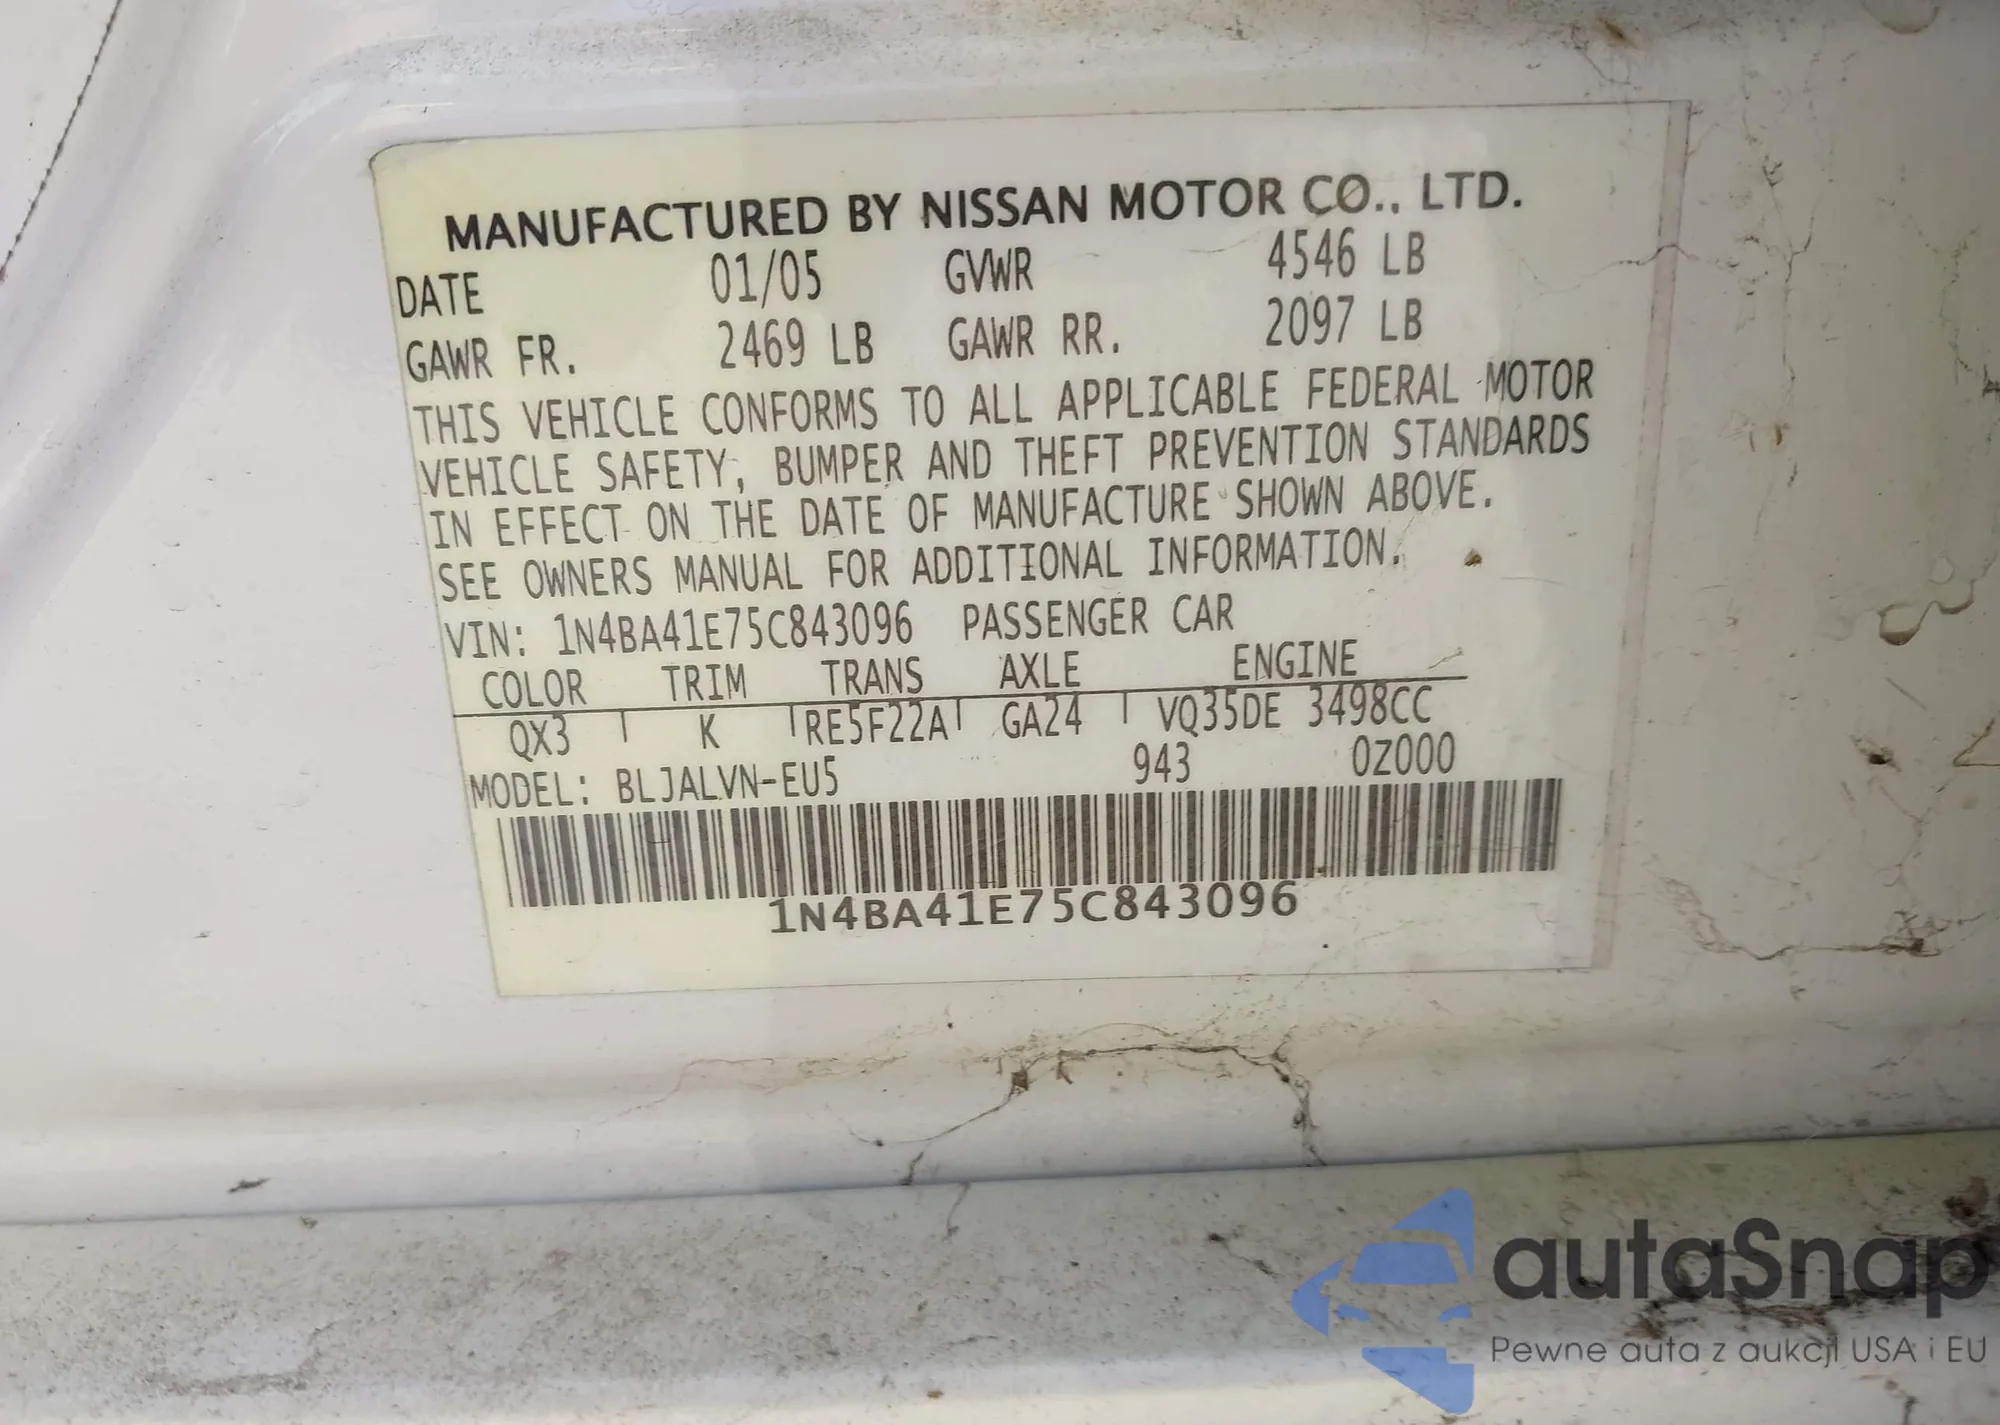 MANUFACTURED BY NISSAN MOTOR CO., LTD.
DATE 01/05 GVWR 4546 LB
GAWR FR. 2469 LB GAWR RR. 2097 LB
THIS VEHICLE CONFORMS TO ALL APPLICABLE FEDERAL MOTOR
VEHICLE SAFETY, BUMPER AND THEFT PREVENTION STANDARDS
IN EFFECT ON THE DATE OF MANUFACTURE SHOWN ABOVE.
SEE OWNERS MANUAL FOR ADDITIONAL INFORMATION.
VIN: 1N4BA41E75C843096 PASSENGER CAR
COLOR TRIM TRANS AXLE ENGINE
QX3 K RE5F22A GA24 VQ35DE 3498CC
943 0Z000
MODEL: BLJALVN-EU5
1N4BA41E75C843096
autaSnap
Pewne auta z aukcji USA i EU